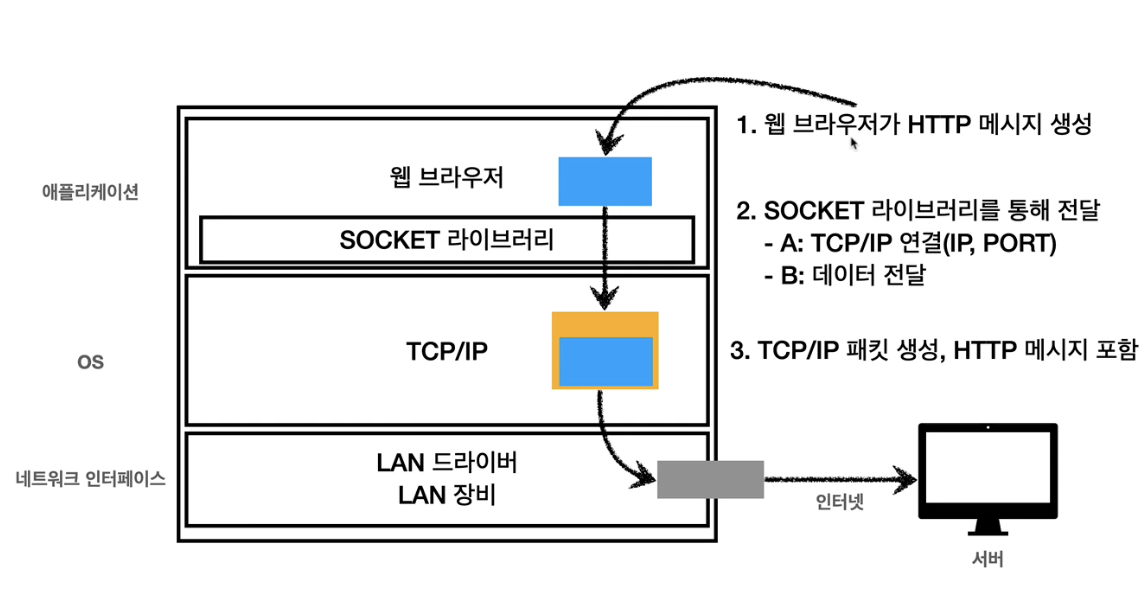 1. 웹 브라우저가 HTTP 메시지 생성
애플리케이션
웹 브라우저
SOCKET 라이브러리
2. SOCKET 라이브러리를 통해 전달
- A: TCP/IP 연결(IP, PORT)
- B: 데이터 전달
OS
TCP/IP
3. TCP/IP 패킷 생성, HTTP 메시지 포함
네트워크 인터페이스
LAN 드라이버
LAN 장비
인터넷
서버